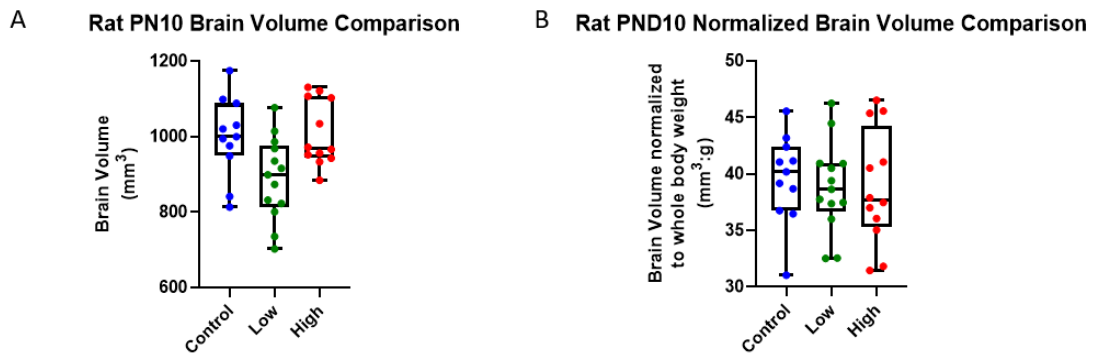 A
Rat PN10 Brain Volume Comparison
1200
1000
800
600
Brain Volume
(mm³)
Control
Low
High
B
Rat PND10 Normalized Brain Volume Comparison
50
45
40
35
30
Brain Volume normalized
to whole body weight
(mm³:g)
Control
Low
High